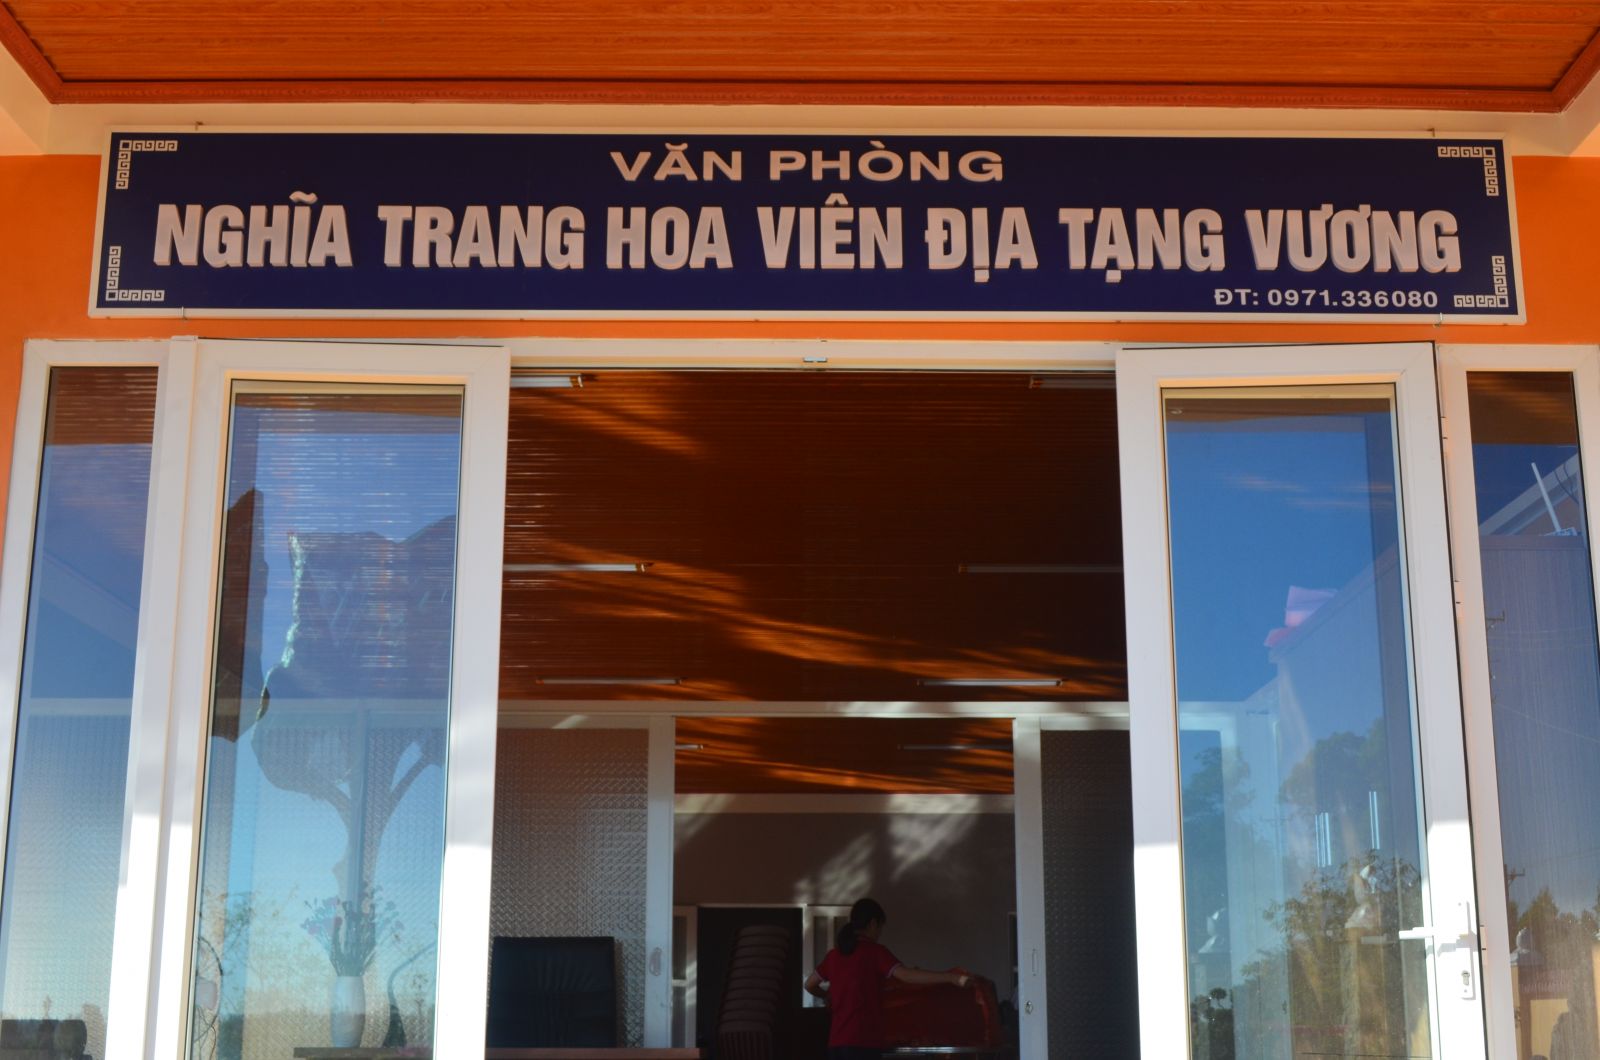 VĂN PHÒNG
NGHĨA TRANG HOA VIÊN ĐỊA TẠNG VƯƠNG
ĐT: 0971.336080